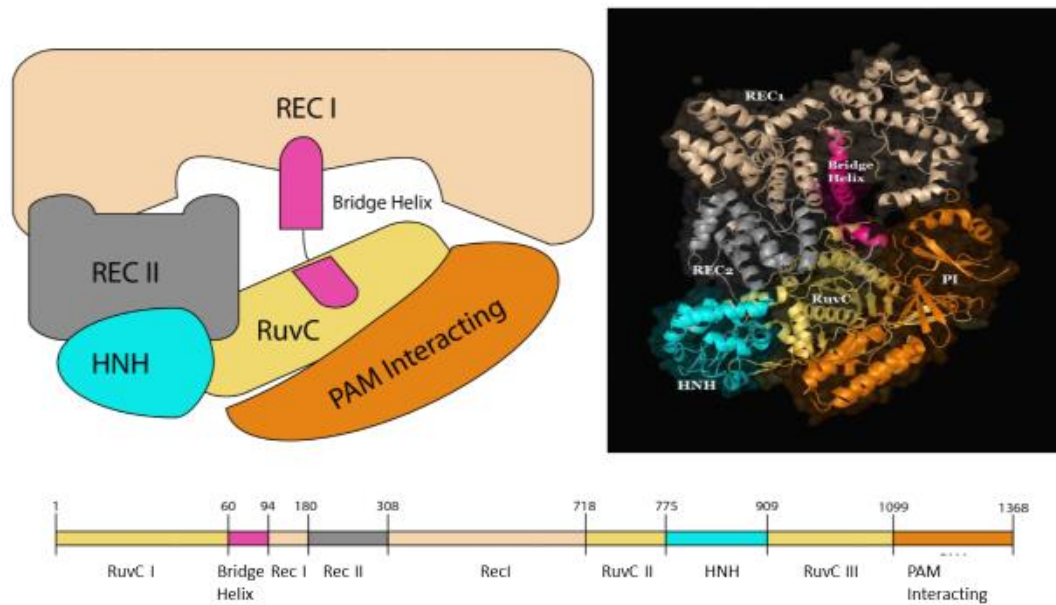 REC I
Bridge Helix
REC II
RuvC
HNH
PAM Interacting
REC1
Bridge
Helix
REC2
RuvC
PI
HNH
1 60 94 180 308 718 775 909 1099 1368
RuvC I Bridge Helix Rec I Rec II RecI RuvC II HNH RuvC III PAM Interacting